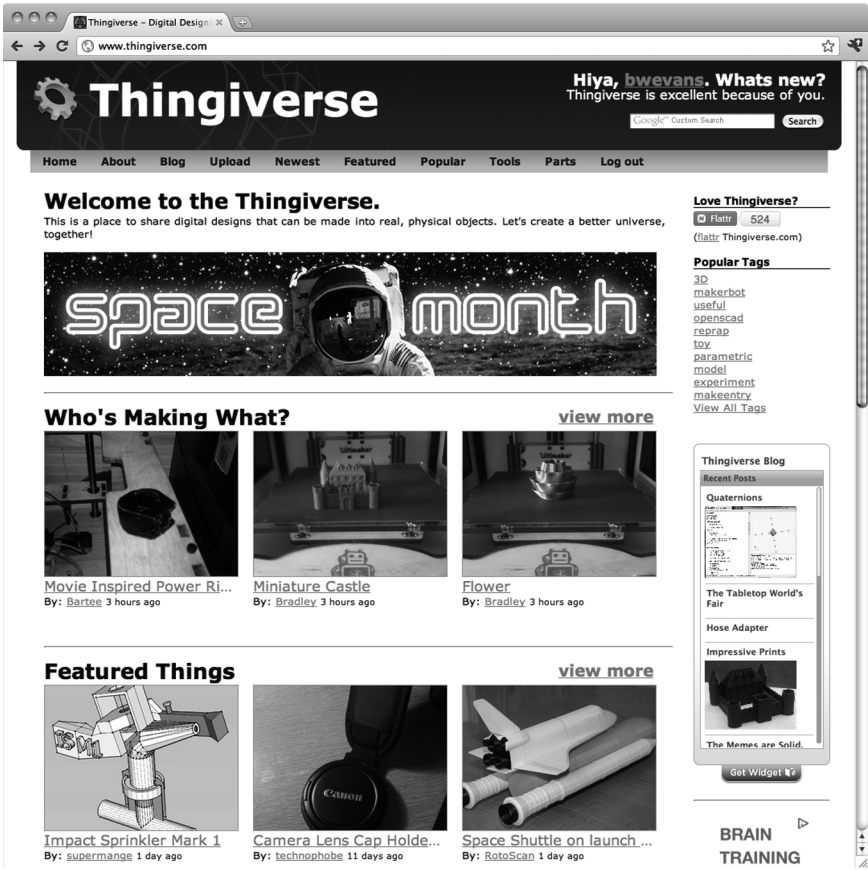 Thingiverse – Digital Designs
www.thingiverse.com
Thingiverse
Hiya, bwevans. Whats new?
Thingiverse is excellent because of you.
Google™ Custom Search
Search
Home About Blog Upload Newest Featured Popular Tools Parts Log out
Welcome to the Thingiverse.
This is a place to share digital designs that can be made into real, physical objects. Let's create a better universe,
together!
space month
Who's Making What?
view more
Ultimaker
Ultimaker
Movie Inspired Power Ri...
By: Bartee 3 hours ago
Miniature Castle
By: Bradley 3 hours ago
Flower
By: Bradley 3 hours ago
Featured Things
view more
Canon
Impact Sprinkler Mark 1
By: supermange 1 day ago
Camera Lens Cap Holde...
By: technophobe 11 days ago
Space Shuttle on launch ...
By: RotoScan 1 day ago
Love Thingiverse?
Flattr 524
(flattr Thingiverse.com)
Popular Tags
3D
makerbot
useful
openscad
reprap
toy
parametric
model
experiment
makeentry
View All Tags
Thingiverse Blog
Recent Posts
Quaternions
The Tabletop World's
Fair
Hose Adapter
Impressive Prints
The Memes are Solid.
Get Widget
BRAIN
TRAINING